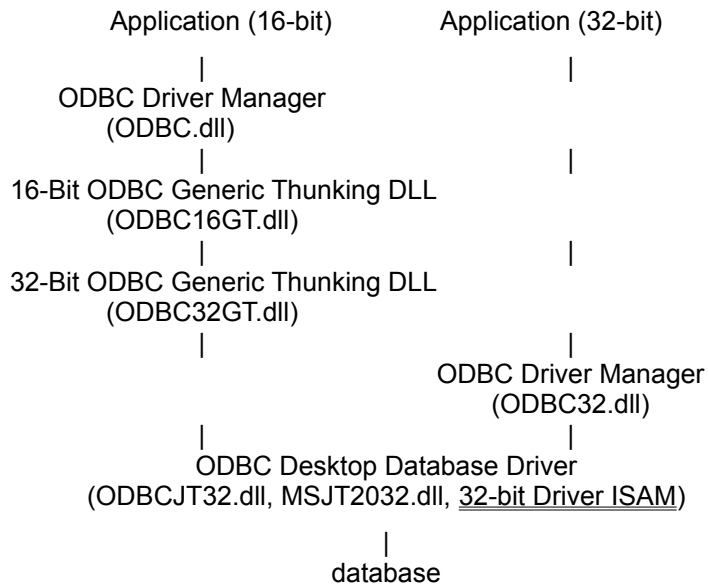 Application (16-bit) Application (32-bit)
| |
ODBC Driver Manager
(ODBC.dll)
| |
16-Bit ODBC Generic Thunking DLL
(ODBC16GT.dll)
| |
32-Bit ODBC Generic Thunking DLL
(ODBC32GT.dll)
| |
ODBC Driver Manager
(ODBC32.dll)
| |
ODBC Desktop Database Driver
(ODBCJT32.dll, MSJT2032.dll, 32-bit Driver ISAM)
|
database